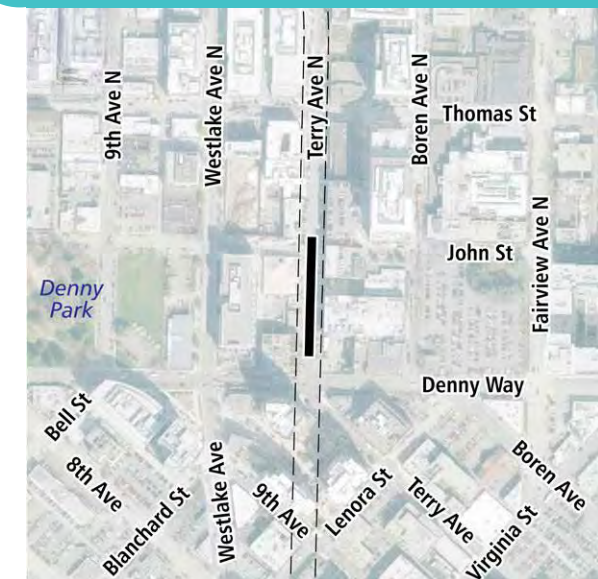 9th Ave N
Westlake Ave N
Terry Ave N
Boren Ave N
Thomas St
John St
Fairview Ave N
Denny
Park
Denny Way
Bell St
8th Ave
Blanchard St
Westlake Ave
9th Ave
Lenora St
Terry Ave
Boren Ave
Virginia St